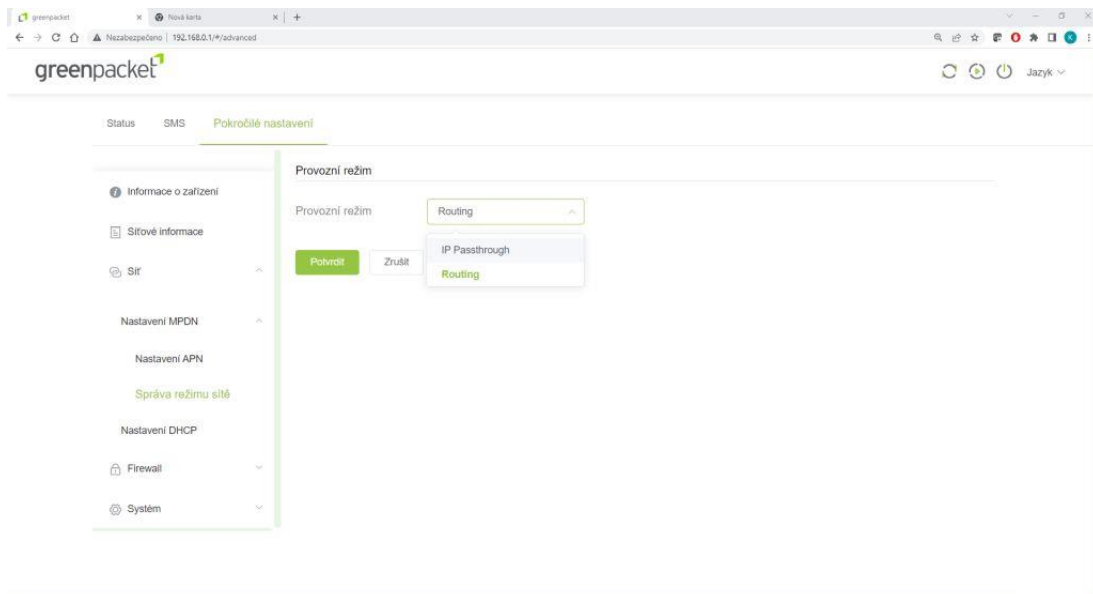 greenpacket
Nová karta
Nezabezpečeno | 192.168.0.1/#/advanced
greenpacket
Jazyk
Status SMS Pokročilé nastavení
Provozní režim
Informace o zařízení
Provozní režim Routing
Síťové informace
IP Passthrough
Potvrdit Zrušit
Síť
Routing
Nastavení MPDN
Nastavení APN
Správa režimu sítě
Nastavení DHCP
Firewall
Systém